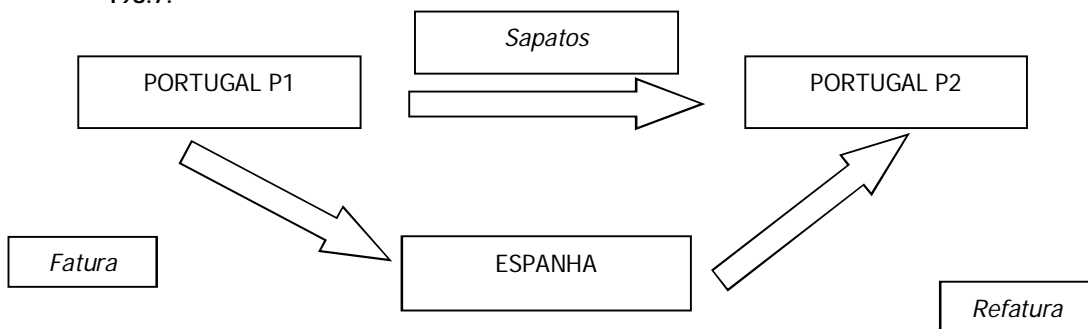 Sapatos
PORTUGAL P1
PORTUGAL P2
Fatura
ESPANHA
Refatura